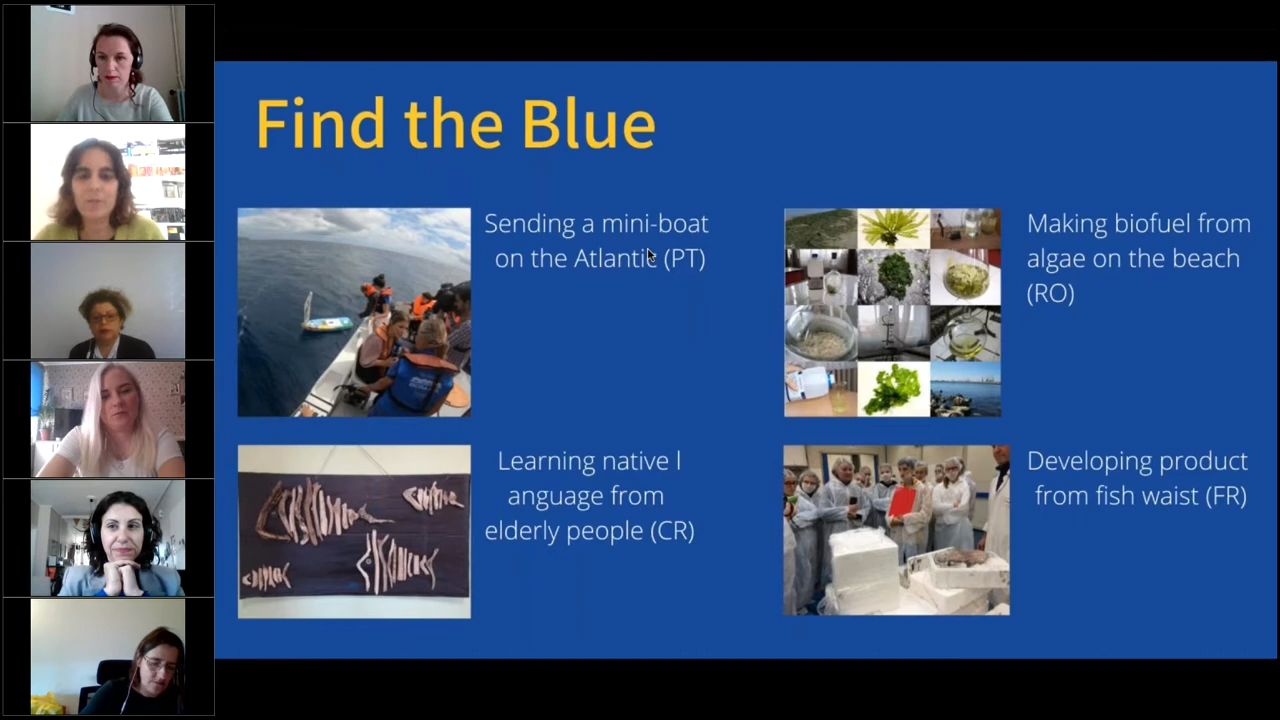 Find the Blue
Sending a mini-boat
on the Atlantic (PT)
Making biofuel from
algae on the beach
(RO)
Learning native l
anguage from
elderly people (CR)
Developing product
from fish waist (FR)